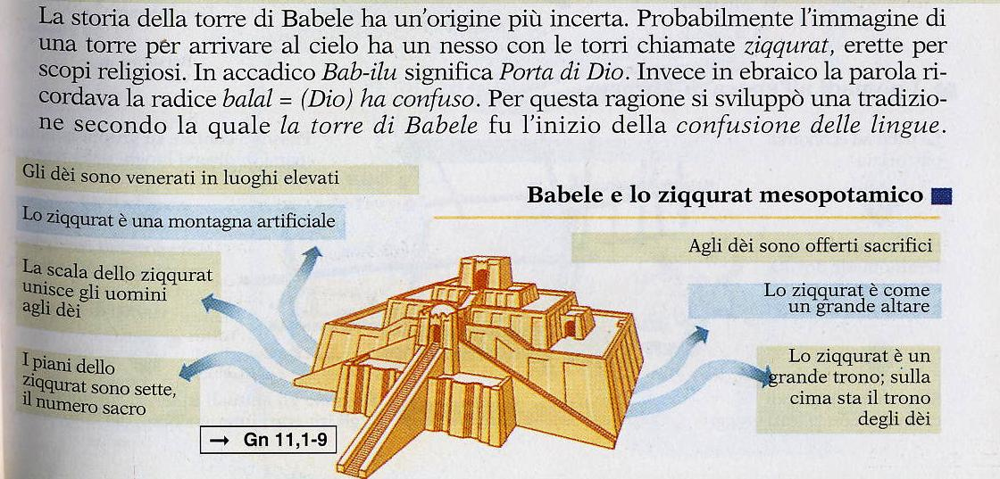 La storia della torre di Babele ha un'origine più incerta. Probabilmente l'immagine di
una torre per arrivare al cielo ha un nesso con le torri chiamate ziqqurat, erette per
scopi religiosi. In accadico Bab-ilu significa Porta di Dio. Invece in ebraico la parola ri-
cordava la radice balal = (Dio) ha confuso. Per questa ragione si sviluppò una tradizio-
ne secondo la quale la torre di Babele fu l'inizio della confusione delle lingue.
Gli dèi sono venerati in luoghi elevati
Lo ziqqurat è una montagna artificiale
La scala dello ziqqurat
unisce gli uomini
agli dèi
I piani dello
ziqqurat sono sette,
il numero sacro
→ Gn 11,1-9
Babele e lo ziqqurat mesopotamico
Agli dèi sono offerti sacrifici
Lo ziqqurat è come
un grande altare
Lo ziqqurat è un
grande trono; sulla
cima sta il trono
degli dèi